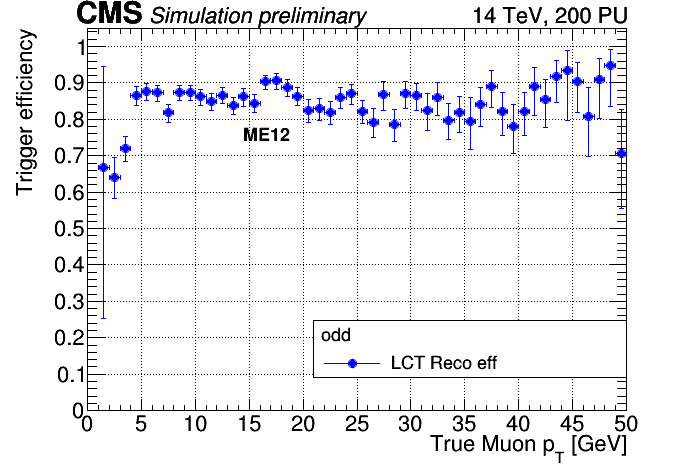 CMS Simulation preliminary 14 TeV, 200 PU
Trigger efficiency
1
0.9
0.8
0.7
0.6
0.5
0.4
0.3
0.2
0.1
0
ME12
odd
LCT Reco eff
0 5 10 15 20 25 30 35 40 45 50
True Muon p_T [GeV]